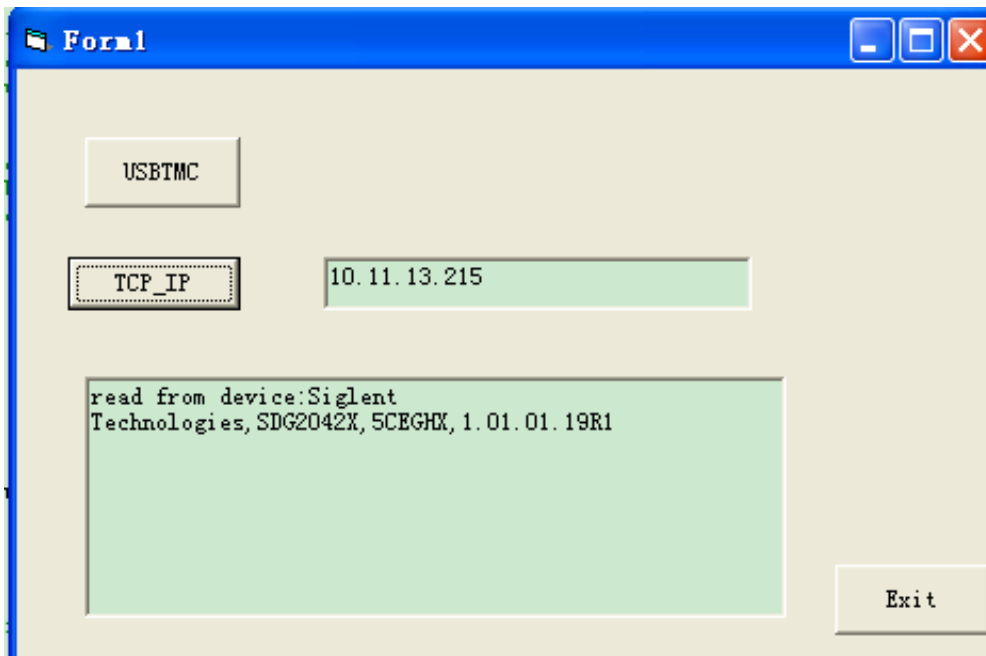 Form1
USBTMC
TCP_IP
10.11.13.215
read from device:Siglent
Technologies,SDG2042X,5CEGHX,1.01.01.19R1
Exit